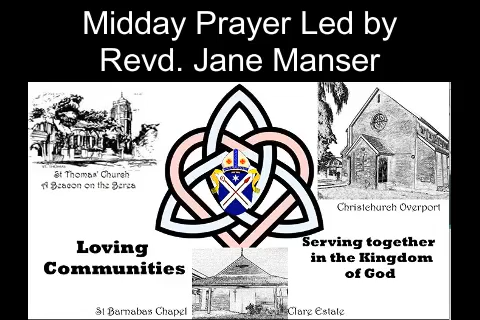 Midday Prayer Led by
Revd. Jane Manser
St Thomas' Church
A Beacon on the Berea
Christchurch Overport
Loving
Communities
Serving together
in the Kingdom
of God
St Barnabas Chapel
Clare Estate